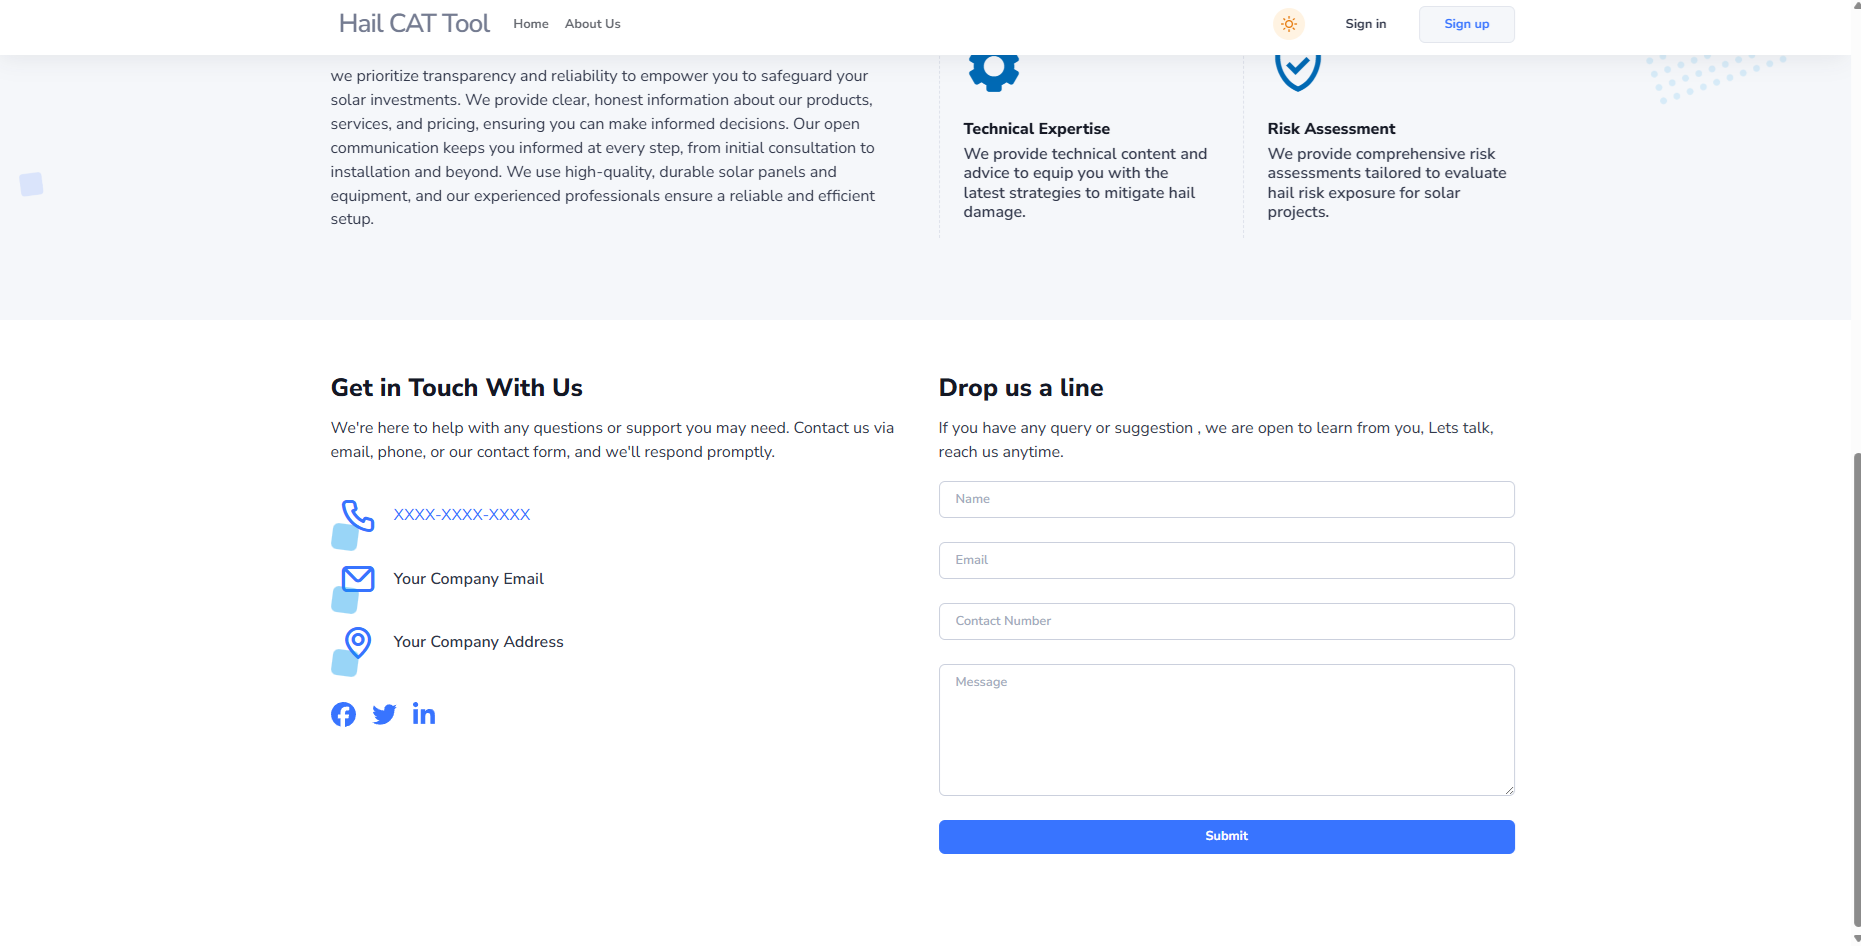 Hail CAT Tool
Home
About Us
Sign in
Sign up
we prioritize transparency and reliability to empower you to safeguard your
solar investments. We provide clear, honest information about our products,
services, and pricing, ensuring you can make informed decisions. Our open
communication keeps you informed at every step, from initial consultation to
installation and beyond. We use high-quality, durable solar panels and
equipment, and our experienced professionals ensure a reliable and efficient
setup.
Technical Expertise
We provide technical content and
advice to equip you with the
latest strategies to mitigate hail
damage.
Risk Assessment
We provide comprehensive risk
assessments tailored to evaluate
hail risk exposure for solar
projects.
Get in Touch With Us
We're here to help with any questions or support you may need. Contact us via
email, phone, or our contact form, and we'll respond promptly.
XXXX-XXXX-XXXX
Your Company Email
Your Company Address
Drop us a line
If you have any query or suggestion , we are open to learn from you, Lets talk,
reach us anytime.
Name
Email
Contact Number
Message
Submit